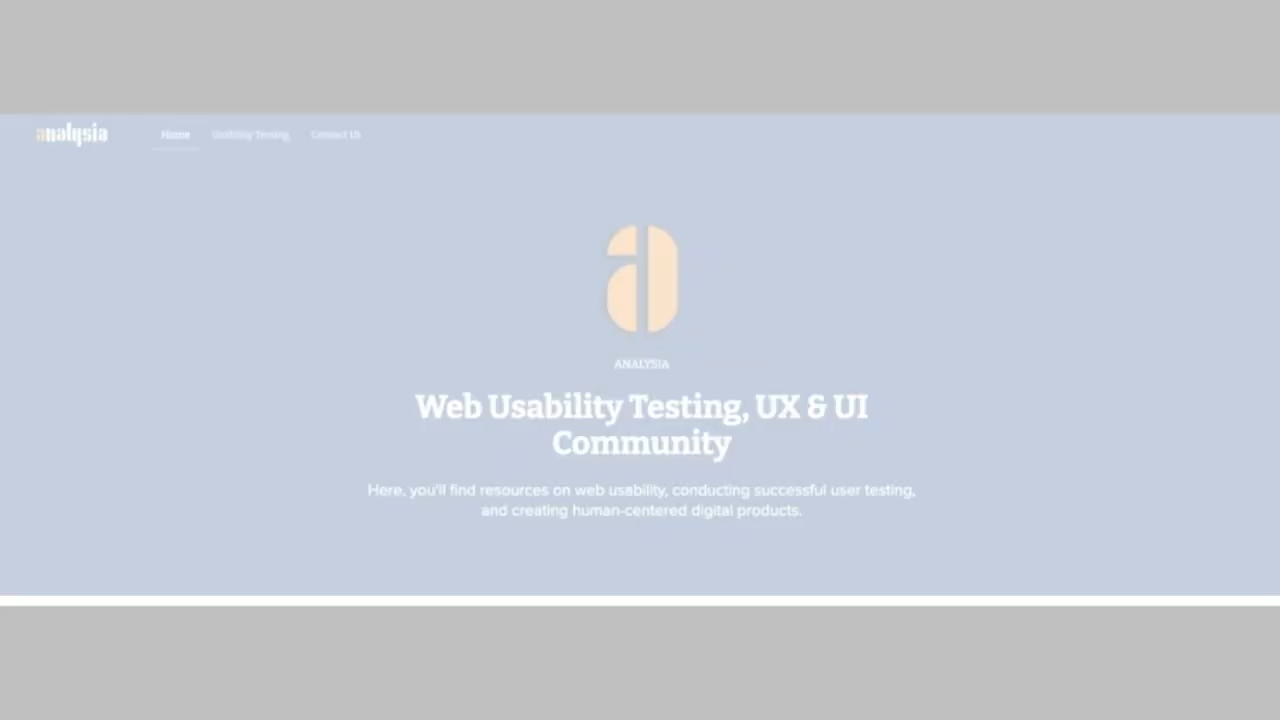 analysia
Home Usability Testing Contact Us
a
ANALYSIA
Web Usability Testing, UX & UI
Community
Here, you'll find resources on web usability, conducting successful user testing,
and creating human-centered digital products.